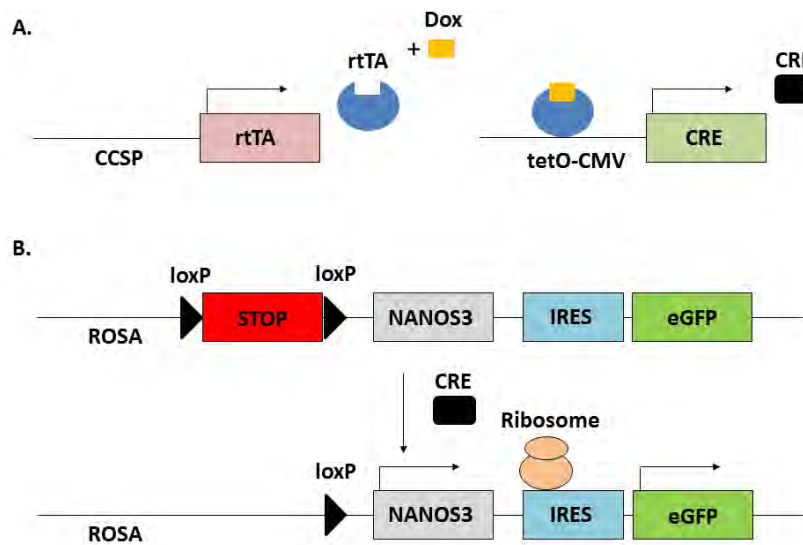 A.
Dox
rtTA +
CCSP
rtTA
tetO-CMV
CRE
B.
loxP
loxP
ROSA
STOP
NANOS3
IRES
eGFP
CRE
Ribosome
loxP
ROSA
NANOS3
IRES
eGFP